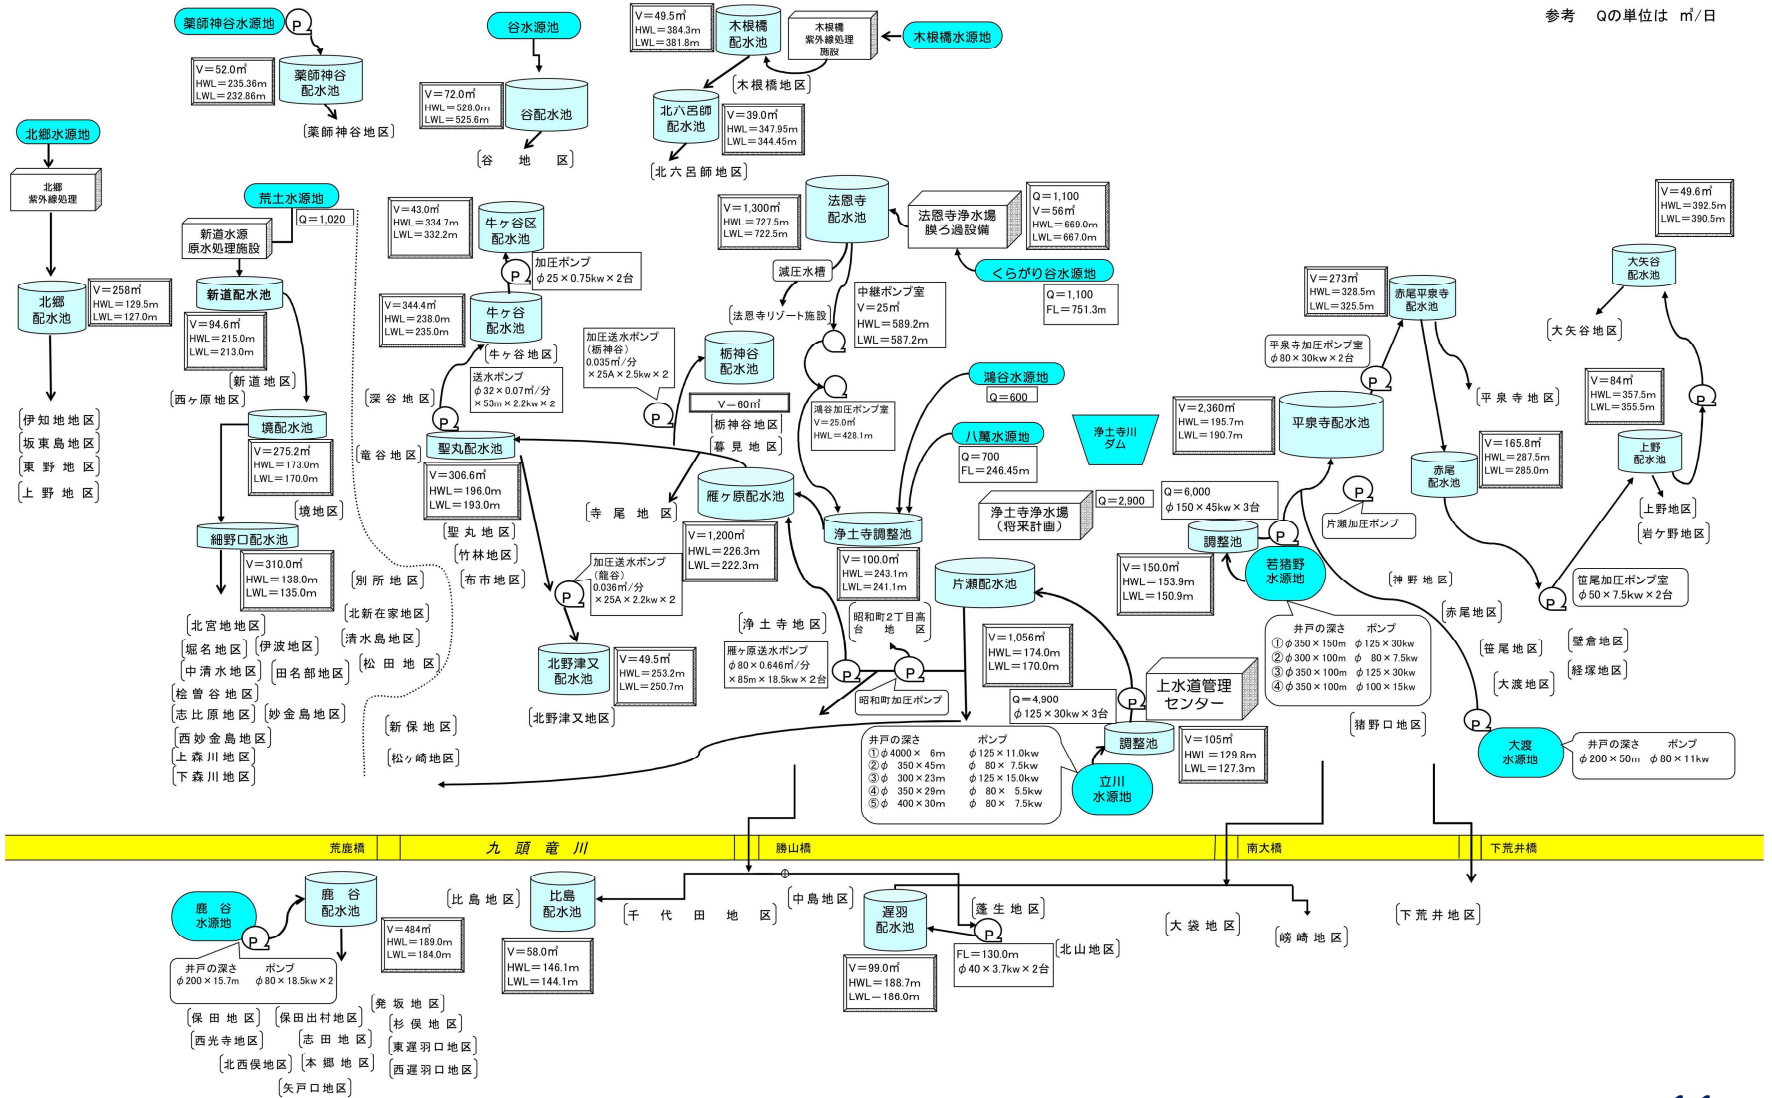 参考 Qの単位は ㎥/日
薬師神谷水源地
P
V=52.0㎥
HWL=235.36m
LWL=232.86m
薬師神谷
配水池
[薬師神谷地区]
谷水源池
V=72.0㎥
HWL=528.0m
LWL=525.6m
谷配水池
[谷 地 区]
V=49.5㎥
HWL=384.3m
LWL=381.8m
木根橋
配水池
木根橋
紫外線処理
施設
木根橋水源地
[木根橋地区]
北六呂師
配水池
V=39.0㎥
HWL=347.95m
LWL=344.45m
[北六呂師地区]
北郷水源地
北郷
紫外線処理
北郷
配水池
V=258㎥
HWL=129.5m
LWL=127.0m
[伊知地地区]
[坂東島地区]
[東野地区]
[上野地区]
荒土水源地
Q=1,020
新道水源
原水処理施設
新道配水池
V=94.6㎥
HWL=215.0m
LWL=213.0m
[新道地区]
[西ヶ原地区]
境配水池
V=275.2㎥
HWL=173.0m
LWL=170.0m
[境地区]
細野口配水池
V=310.0㎥
HWL=138.0m
LWL=135.0m
[北宮地地区]
[堀名地区]
[伊波地区]
[中清水地区]
[田名部地区]
[桧曽谷地区]
[志比原地区]
[妙金島地区]
[西妙金島地区]
[上森川地区]
[下森川地区]
[別所地区]
[北新在家地区]
[清水島地区]
[松田地区]
[新保地区]
[松ヶ崎地区]
V=43.0㎥
HWL=334.7m
LWL=332.2m
牛ヶ谷区
配水池
P
加圧ポンプ
φ25×0.75kw×2台
V=344.4㎥
HWL=238.0m
LWL=235.0m
牛ヶ谷
配水池
[牛ヶ谷地区]
送水ポンプ
φ32×0.07㎥/分
×53m×2.2kw×2
[深谷地区]
P
聖丸配水池
[竜谷地区]
V=306.6㎥
HWL=196.0m
LWL=193.0m
[聖丸地区]
[竹林地区]
[布市地区]
加圧送水ポンプ
(栃神谷)
0.035㎥/分
×25A×2.5kw×2
P
栃神谷
配水池
V=60㎥
[栃神谷地区]
[暮見地区]
[寺尾地区]
加圧送水ポンプ
(龍谷)
0.036㎥/分
×25A×2.2kw×2
P
北野津又
配水池
V=49.5㎥
HWL=253.2m
LWL=250.7m
[北野津又地区]
V=1,300㎥
HWL=727.5m
LWL=722.5m
法恩寺
配水池
法恩寺浄水場
膜ろ過設備
Q=1,100
V=56㎥
HWL=669.0m
LWL=667.0m
くらがり谷水源地
Q=1,100
FL=751.3m
減圧水槽
[法恩寺リゾート施設]
中継ポンプ室
V=25㎥
HWL=589.2m
LWL=587.2m
鴻谷加圧ポンプ室
V=25.0㎥
HWL=428.1m
鴻谷水源地
Q=600
八萬水源地
Q=700
FL=246.45m
雁ヶ原配水池
V=1,200㎥
HWL=226.3m
LWL=222.3m
浄土寺調整池
V=100.0㎥
HWL=243.1m
LWL=241.1m
浄土寺川
ダム
浄土寺浄水場
(将来計画)
Q=2,900
[浄土寺地区]
雁ヶ原送水ポンプ
φ80×0.646㎥/分
×85m×18.5kw×2台
P
[昭和町2丁目高
台地区]
P
昭和町加圧ポンプ
片瀬配水池
V=1,056㎥
HWL=174.0m
LWL=170.0m
Q=4,900
φ125×30kw×3台
P
上水道管理
センター
調整池
V=105㎥
HWL=129.8m
LWL=127.3m
立川
水源地
井戸の深さ ポンプ
①φ4000× 6m φ125×11.0kw
②φ 350×45m φ 80× 7.5kw
③φ 300×23m φ125×15.0kw
④φ 350×29m φ 80× 5.5kw
⑤φ 400×30m φ 80× 7.5kw
V=273㎥
HWL=328.5m
LWL=325.5m
赤尾平泉寺
配水池
平泉寺加圧ポンプ室
φ80×30kw×2台
P
[平泉寺地区]
V=2,360㎥
HWL=195.7m
LWL=190.7m
平泉寺配水池
P
片瀬加圧ポンプ
Q=6,000
φ150×45kw×3台
P
調整池
V=150.0㎥
HWL=153.9m
LWL=150.9m
若猪野
水源地
井戸の深さ ポンプ
①φ350×150m φ125×30kw
②φ300×100m φ 80×7.5kw
③φ350×100m φ125×30kw
④φ350×100m φ100×15kw
[猪野口地区]
赤尾
配水池
V=165.8㎥
HWL=287.5m
LWL=285.0m
[神野地区]
[赤尾地区]
[笹尾地区]
[大渡地区]
P
大渡
水源地
井戸の深さ ポンプ
φ200×50m φ80×11kw
V=49.6㎥
HWL=392.5m
LWL=390.5m
大矢谷
配水池
[大矢谷地区]
V=84㎥
HWL=357.5m
LWL=355.5m
P
上野
配水池
[上野地区]
[岩ケ野地区]
P
笹尾加圧ポンプ室
φ50×7.5kw×2台
[壁倉地区]
[経塚地区]
荒鹿橋
九頭竜川
勝山橋
南大橋
下荒井橋
鹿谷
水源地
P
鹿谷
配水池
V=484㎥
HWL=189.0m
LWL=184.0m
井戸の深さ ポンプ
φ200×15.7m φ80×18.5kw×2
[保田地区]
[保田出村地区]
[発坂地区]
[西光寺地区]
[志田地区]
[杉俣地区]
[北西俣地区]
[本郷地区]
[東遅羽口地区]
[西遅羽口地区]
[矢戸口地区]
[比島地区]
比島
配水池
V=58.0㎥
HWL=146.1m
LWL=144.1m
[千代田地区]
[中島地区]
遅羽
配水池
V=99.0㎥
HWL=188.7m
LWL=186.0m
[蓬生地区]
P
FL=130.0m
φ40×3.7kw×2台
[北山地区]
[大袋地区]
[嵭崎地区]
[下荒井地区]